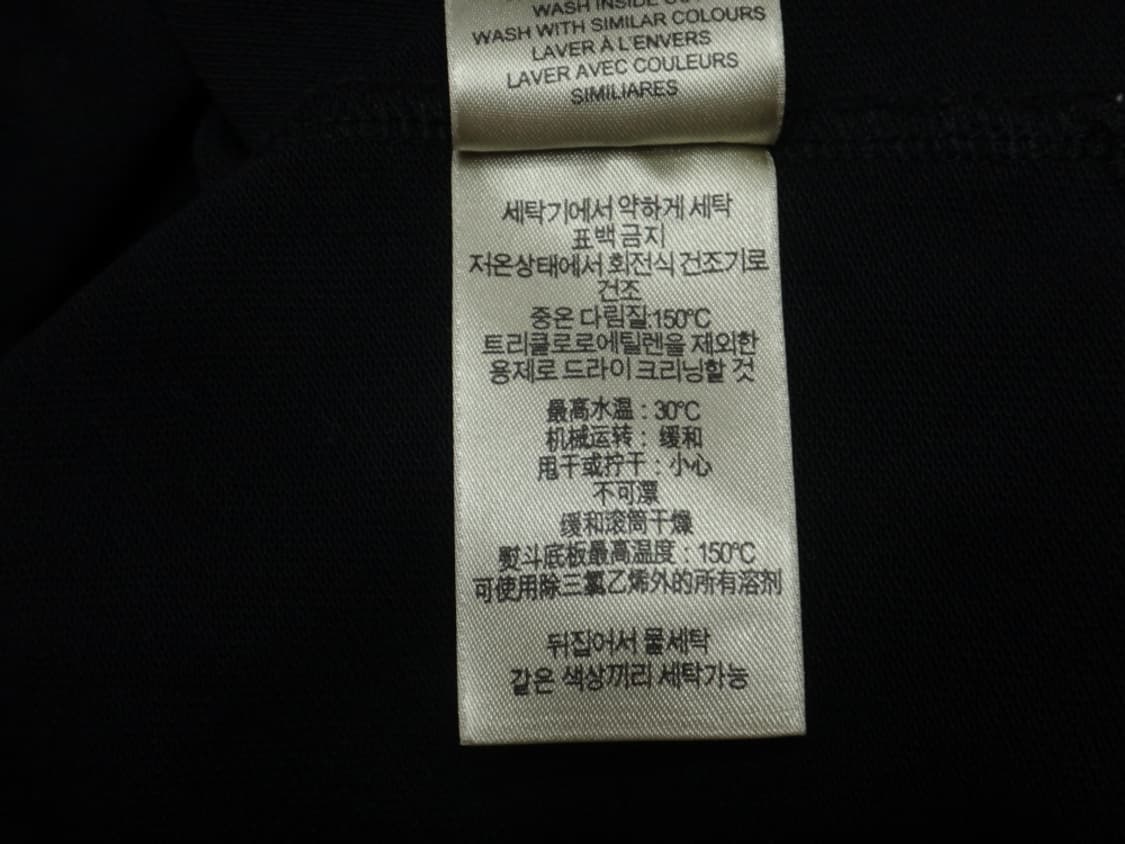 WASH INSIDE
WASH WITH SIMILAR COLOURS
LAVER À L'ENVERS
LAVER AVEC COULEURS
SIMILIARES
세탁기에서 약하게 세탁
표백 금지
저온상태에서 회전식 건조기로
건조
중온 다림질:150°C
트리클로로에틸렌을 제외한
용제로 드라이 크리닝할 것
最高水温：30°C
机械运转：缓和
甩干或拧干：小心
不可漂
缓和滚筒干燥
熨斗底板最高温度：150°C
可使用除三氯乙烯外的所有溶剂
뒤집어서 물세탁
같은 색상끼리 세탁가능